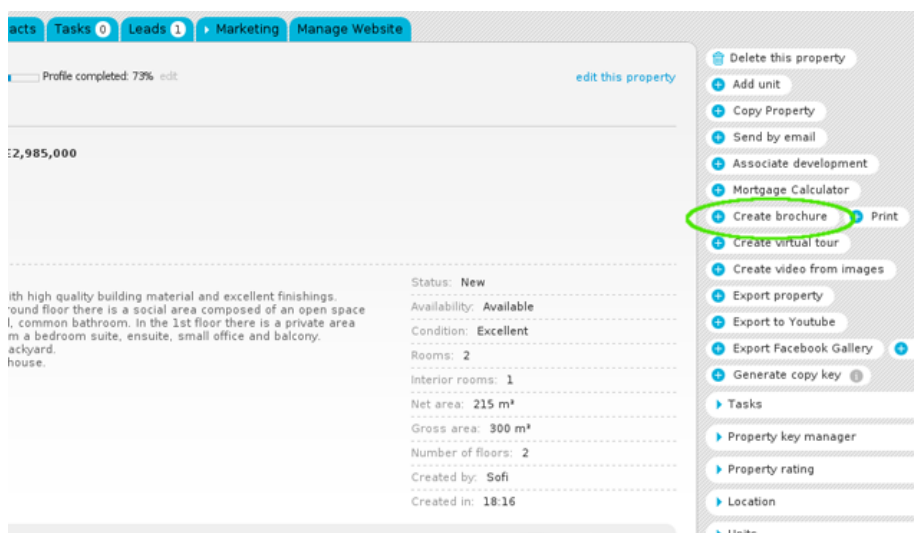 acts Tasks 0 Leads 1 Marketing Manage Website
Profile completed: 73% edit
edit this property
2,985,000
ith high quality building material and excellent finishings.
round floor there is a social area composed of an open space
l, common bathroom. In the 1st floor there is a private area
m a bedroom suite, ensuite, small office and balcony.
ackyard.
house.
Status: New
Availability: Available
Condition: Excellent
Rooms: 2
Interior rooms: 1
Net area: 215 m²
Gross area: 300 m²
Number of floors: 2
Created by: Sofi
Created in: 18:16
Delete this property
Add unit
Copy Property
Send by email
Associate development
Mortgage Calculator
Create brochure Print
Create virtual tour
Create video from images
Export property
Export to Youtube
Export Facebook Gallery
Generate copy key i
Tasks
Property key manager
Property rating
Location
Units